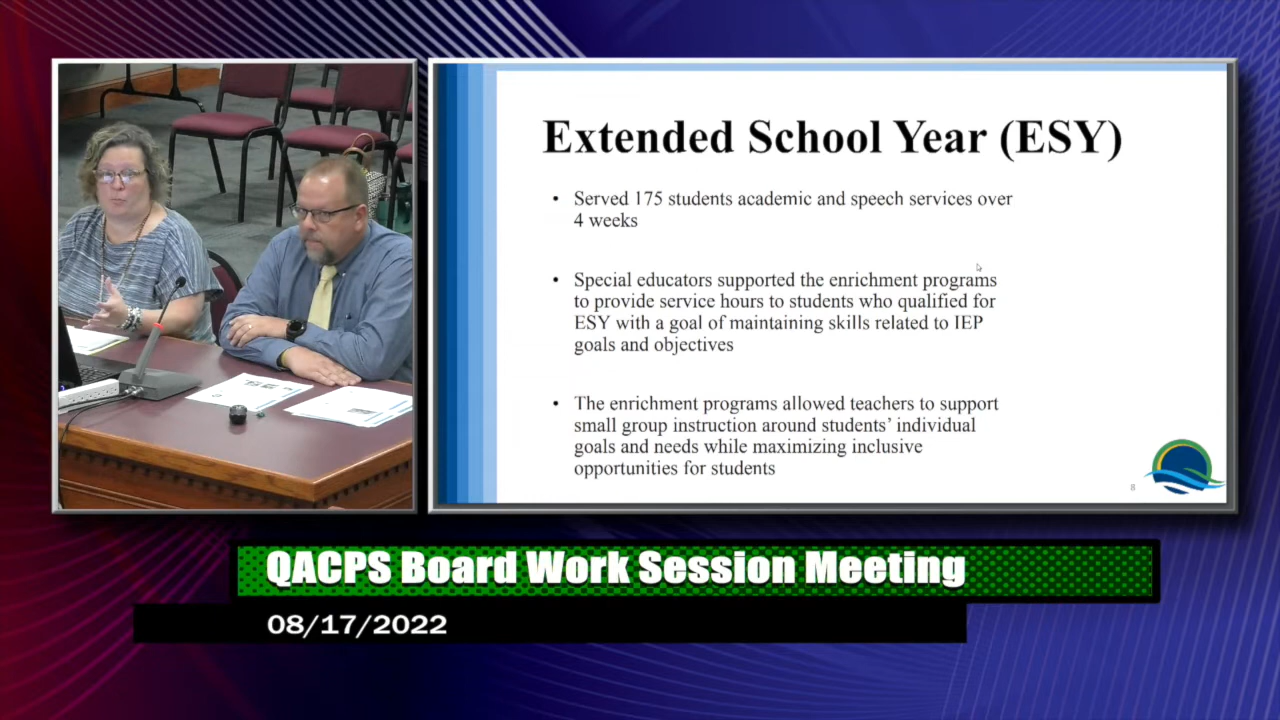 Extended School Year (ESY)
• Served 175 students academic and speech services over
4 weeks
• Special educators supported the enrichment programs
to provide service hours to students who qualified for
ESY with a goal of maintaining skills related to IEP
goals and objectives
• The enrichment programs allowed teachers to support
small group instruction around students’ individual
goals and needs while maximizing inclusive
opportunities for students
8
QACPS Board Work Session Meeting
08/17/2022